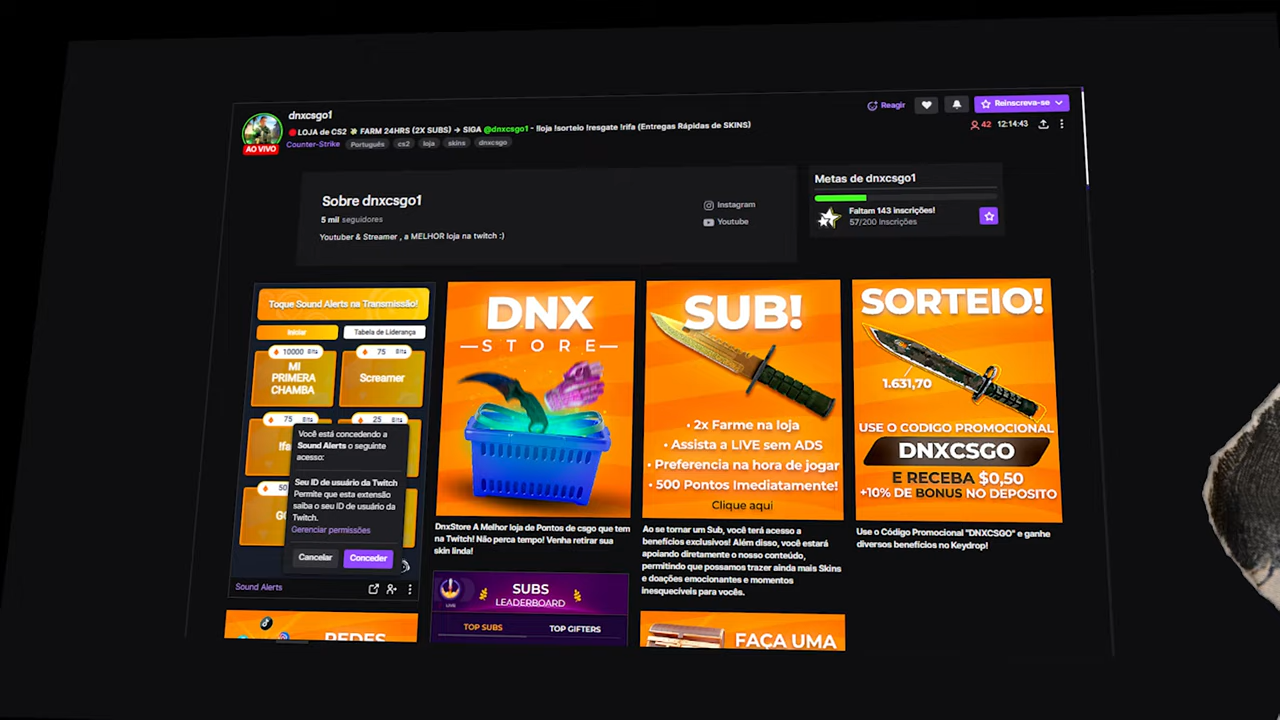 dnxcsgo1
LOJA de CS2 FARM 24HRS (2X SUBS) → SIGA @dnxcsgo1 - !loja !sorteio !resgate !rifa (Entregas Rápidas de SKINS)
AO VIVO
Counter-Strike Português cs2 loja skins dnxcsgo
Reagir
Reinscreva-se
42 12:14:43
Sobre dnxcsgo1
5 mil seguidores
Youtuber & Streamer , a MELHOR loja na twitch :)
Instagram
Youtube
Metas de dnxcsgo1
Faltam 143 inscrições!
57/200 inscrições
Toque Sound Alerts na Transmissão!
Iniciar Tabela de Liderança
10000 Bits
MI
PRIMERA
CHAMBA
75 Bits
Screamer
75 Bits
25 Bits
Você está concedendo a
Sound Alerts o seguinte
acesso:
Seu ID de usuário da Twitch
Permite que esta extensão
saiba o seu ID de usuário da
Twitch.
Gerenciar permissões
Cancelar Conceder
Sound Alerts
DNX
STORE
DnxStore A Melhor loja de Pontos de csgo que tem
na Twitch! Não perca tempo! Venha retirar sua
skin linda!
SUB!
• 2x Farme na loja
• Assista a LIVE sem ADS
• Preferencia na hora de jogar
• 500 Pontos Imediatamente!
Clique aqui
Ao se tornar um Sub, você terá acesso a
benefícios exclusivos! Além disso, você estará
apoiando diretamente o nosso conteúdo,
permitindo que possamos trazer ainda mais Skins
e doações emocionantes e momentos
inesquecíveis para vocês.
SORTEIO!
1.631,70
USE O CODIGO PROMOCIONAL
DNXCSGO
E RECEBA $0,50
+10% DE BONUS NO DEPOSITO
Use o Código Promocional "DNXCSGO" e ganhe
diversos benefícios no Keydrop!
LIVE
SUBS
LEADERBOARD
TOP SUBS TOP GIFTERS
REDES
FAÇA UMA